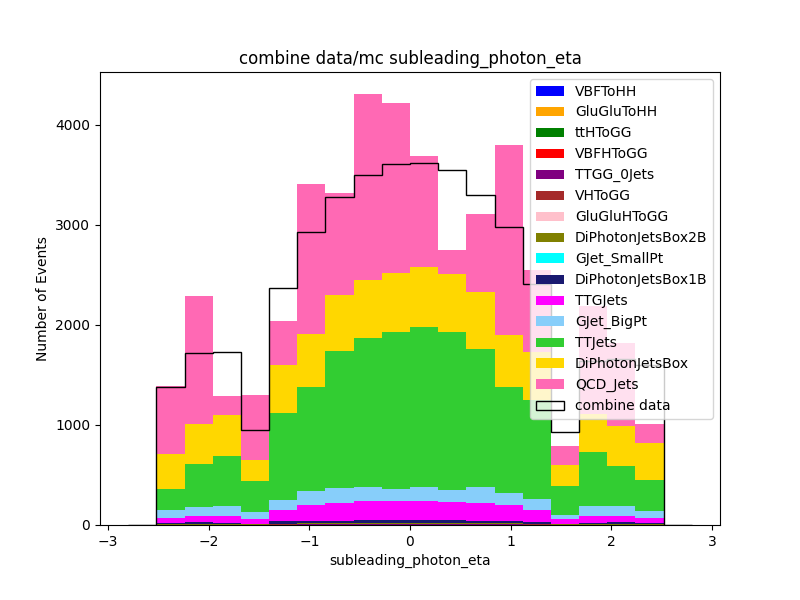 combine data/mc subleading_photon_eta
Number of Events
4000
3000
2000
1000
0
−3
−2
−1
0
1
2
3
subleading_photon_eta
VBFToHH
GluGluToHH
ttHToGG
VBFHToGG
TTGG_0Jets
VHToGG
GluGluHToGG
DiPhotonJetsBox2B
GJet_SmallPt
DiPhotonJetsBox1B
TTGJets
GJet_BigPt
TTJets
DiPhotonJetsBox
QCD_Jets
combine data